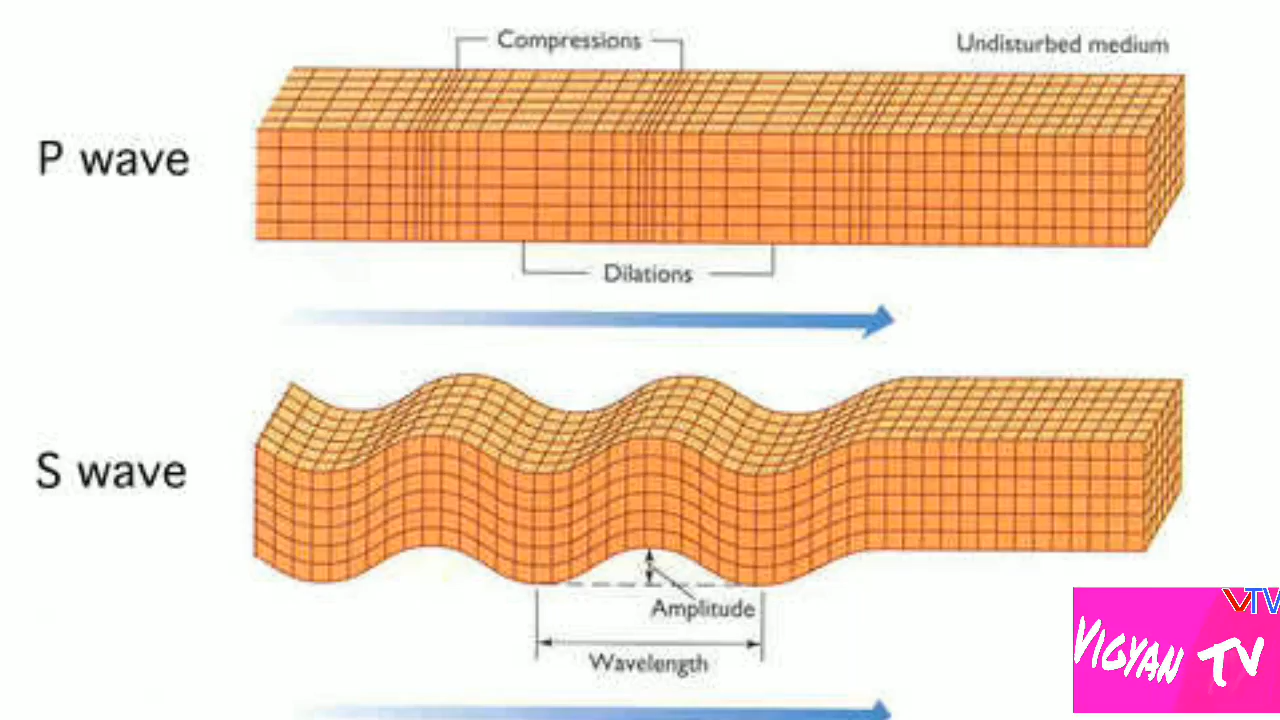 Compressions
Undisturbed medium
P wave
Dilations
S wave
Amplitude
Wavelength
VTV
VIGYAN TV